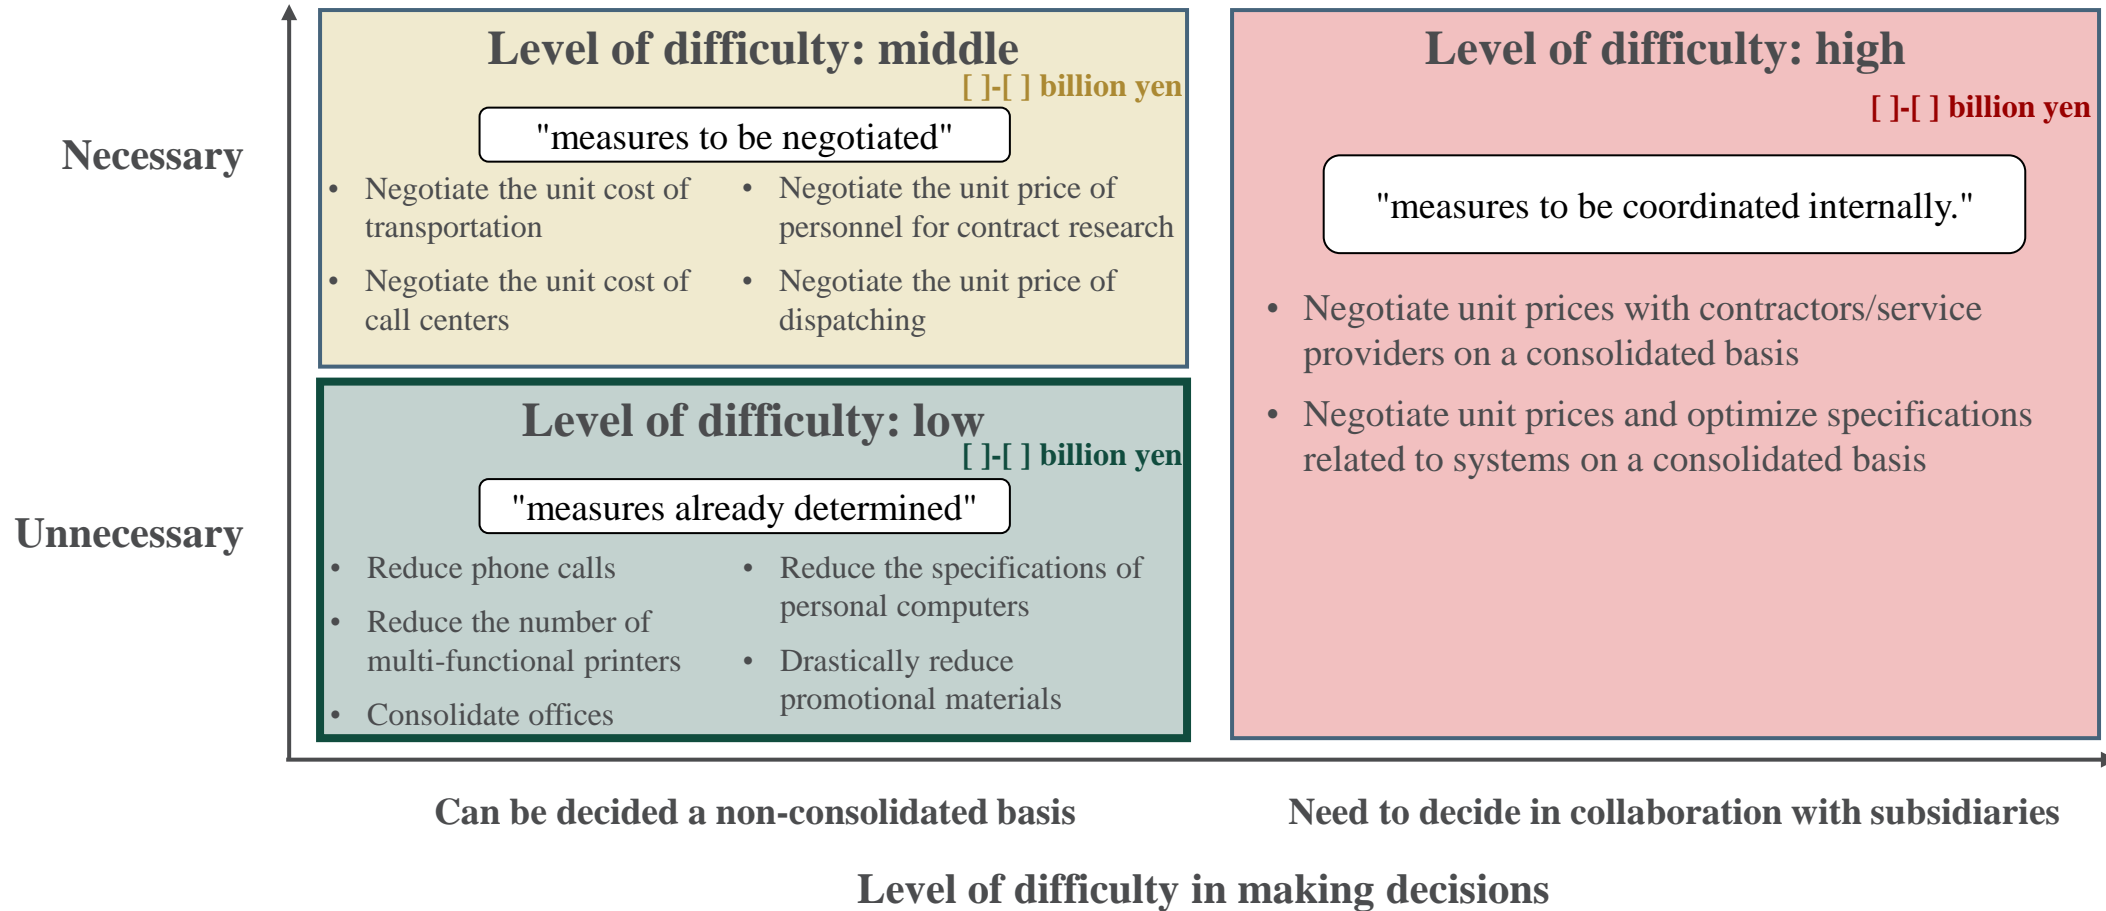 Necessary
Unnecessary
Level of difficulty: middle
[ ]-[ ] billion yen
"measures to be negotiated"
• Negotiate the unit cost of
transportation
• Negotiate the unit cost of
call centers
• Negotiate the unit price of
personnel for contract research
• Negotiate the unit price of
dispatching
Level of difficulty: low
[ ]-[ ] billion yen
"measures already determined"
• Reduce phone calls
• Reduce the number of
multi-functional printers
• Consolidate offices
• Reduce the specifications of
personal computers
• Drastically reduce
promotional materials
Level of difficulty: high
[ ]-[ ] billion yen
"measures to be coordinated internally."
• Negotiate unit prices with contractors/service
providers on a consolidated basis
• Negotiate unit prices and optimize specifications
related to systems on a consolidated basis
Can be decided a non-consolidated basis
Need to decide in collaboration with subsidiaries
Level of difficulty in making decisions